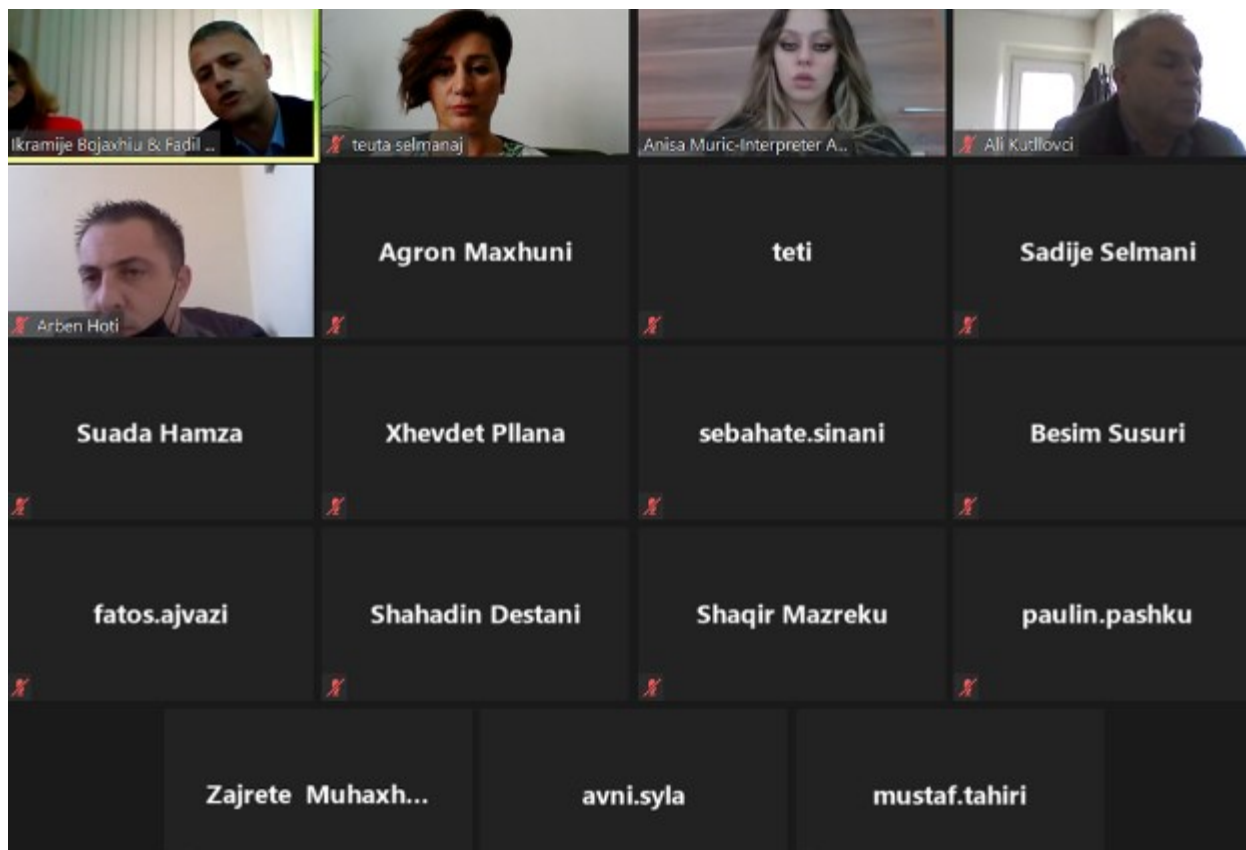 Ikramije Bojaxhiu & Fadil ...
teuta selmanaj
Anisa Muric-Interpreter A...
Ali Kutllovci
Arben Hoti
Agron Maxhuni
teti
Sadije Selmani
Suada Hamza
Xhevdet Pllana
sebahate.sinani
Besim Susuri
fatos.ajvazi
Shahadin Destani
Shaqir Mazreku
paulin.pashku
Zajrete Muhaxh...
avni.syla
mustaf.tahiri